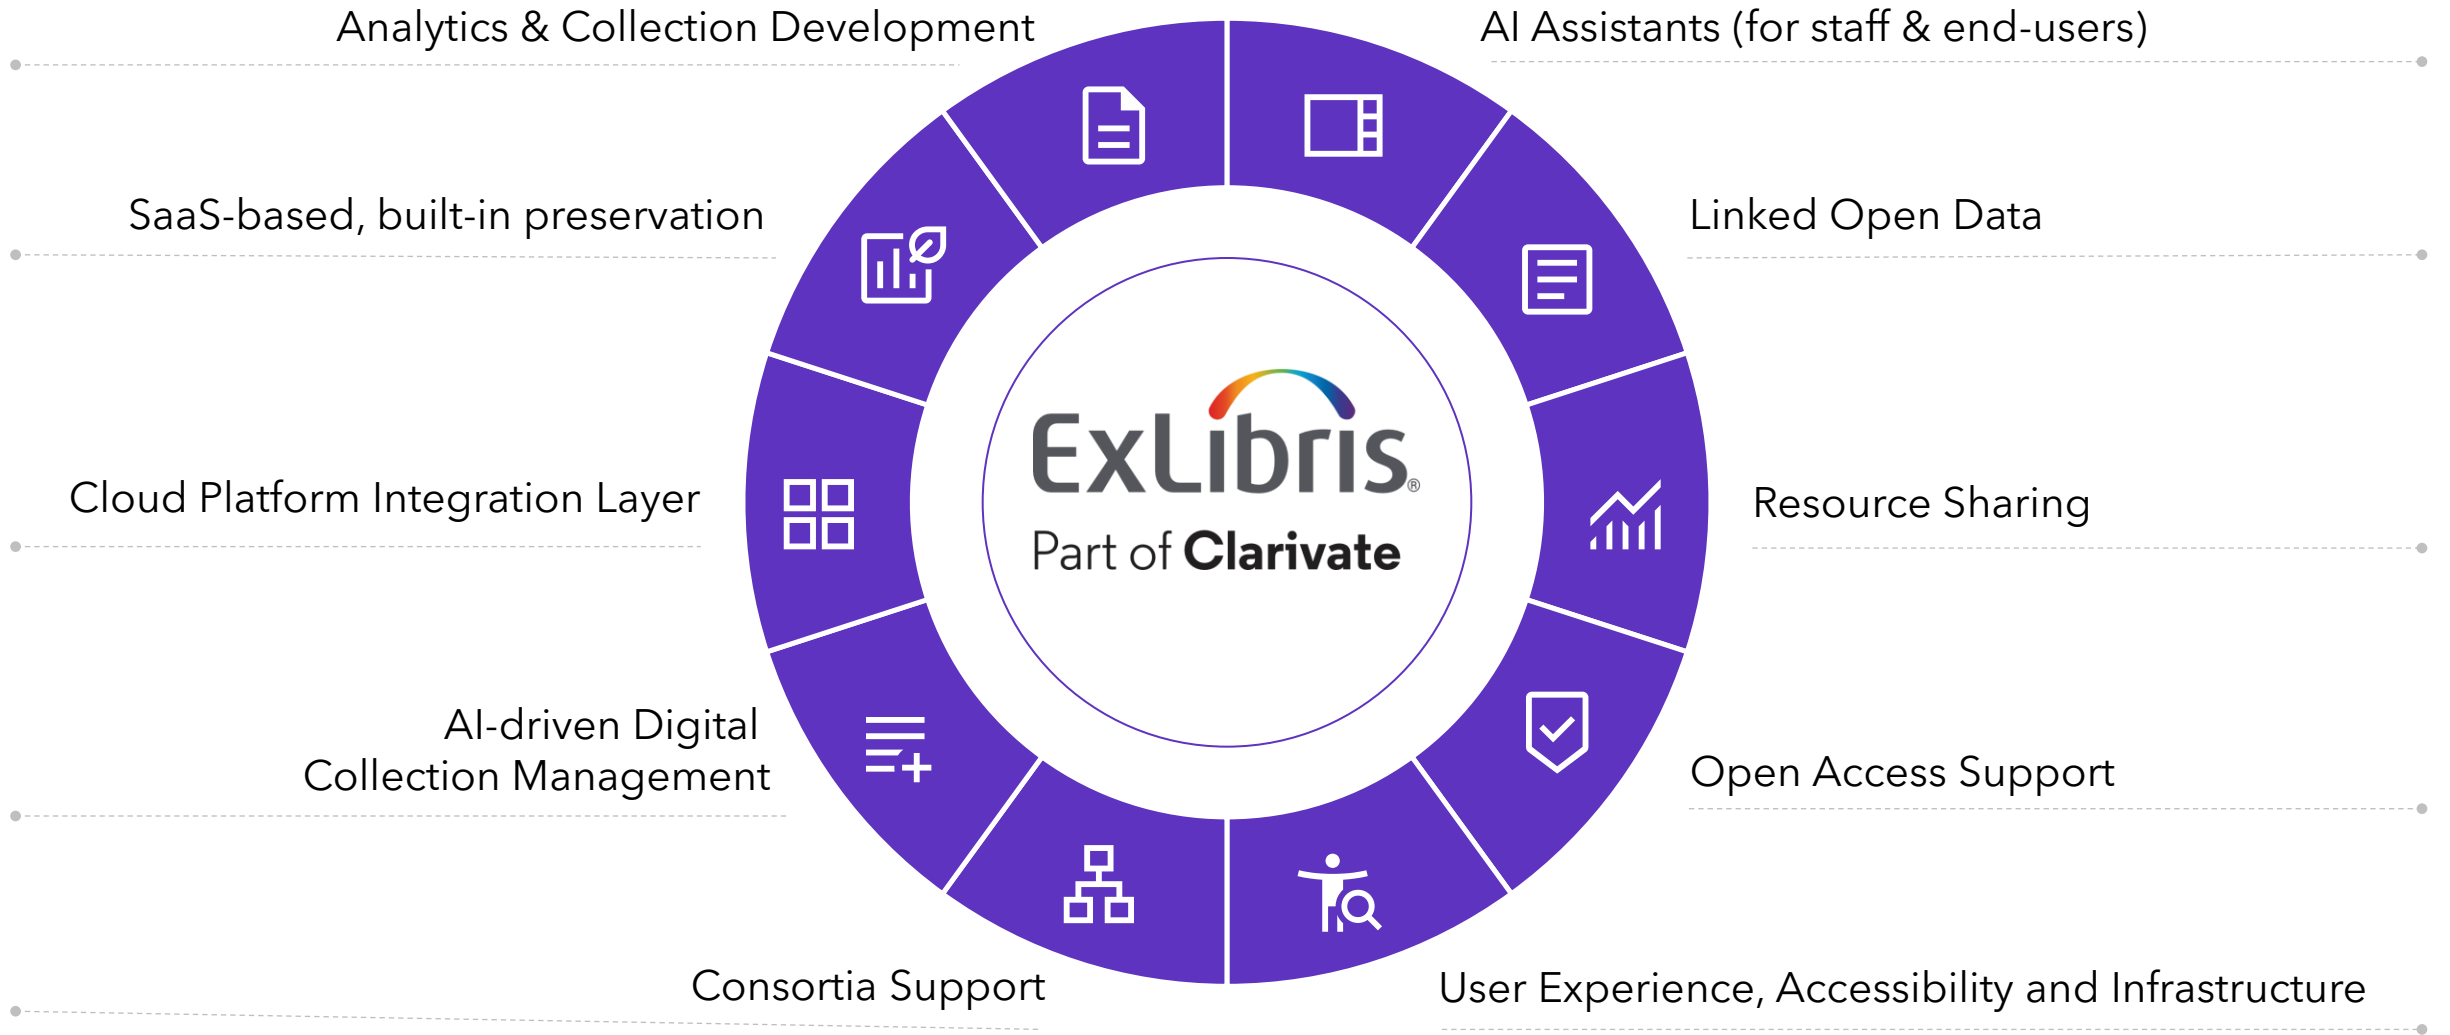 Analytics & Collection Development
AI Assistants (for staff & end-users)
SaaS-based, built-in preservation
Linked Open Data
Cloud Platform Integration Layer
ExLibris®
Part of Clarivate
Resource Sharing
AI-driven Digital
Collection Management
Open Access Support
Consortia Support
User Experience, Accessibility and Infrastructure